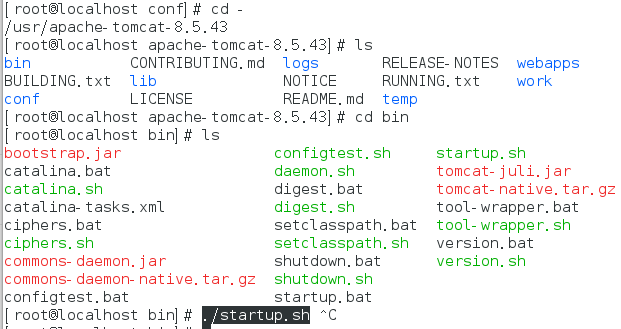 [root@localhost conf]# cd -
/usr/apache-tomcat-8.5.43
[root@localhost apache-tomcat-8.5.43]# ls
bin CONTRIBUTING.md logs RELEASE-NOTES webapps
BUILDING.txt lib NOTICE RUNNING.txt work
conf LICENSE README.md temp
[root@localhost apache-tomcat-8.5.43]# cd bin
[root@localhost bin]# ls
bootstrap.jar configtest.sh startup.sh
catalina.bat daemon.sh tomcat-juli.jar
catalina.sh digest.bat tomcat-native.tar.gz
catalina-tasks.xml digest.sh tool-wrapper.bat
ciphers.bat setclasspath.bat tool-wrapper.sh
ciphers.sh setclasspath.sh version.bat
commons-daemon.jar shutdown.bat version.sh
commons-daemon-native.tar.gz shutdown.sh
configtest.bat startup.bat
[root@localhost bin]# ./startup.sh ^C